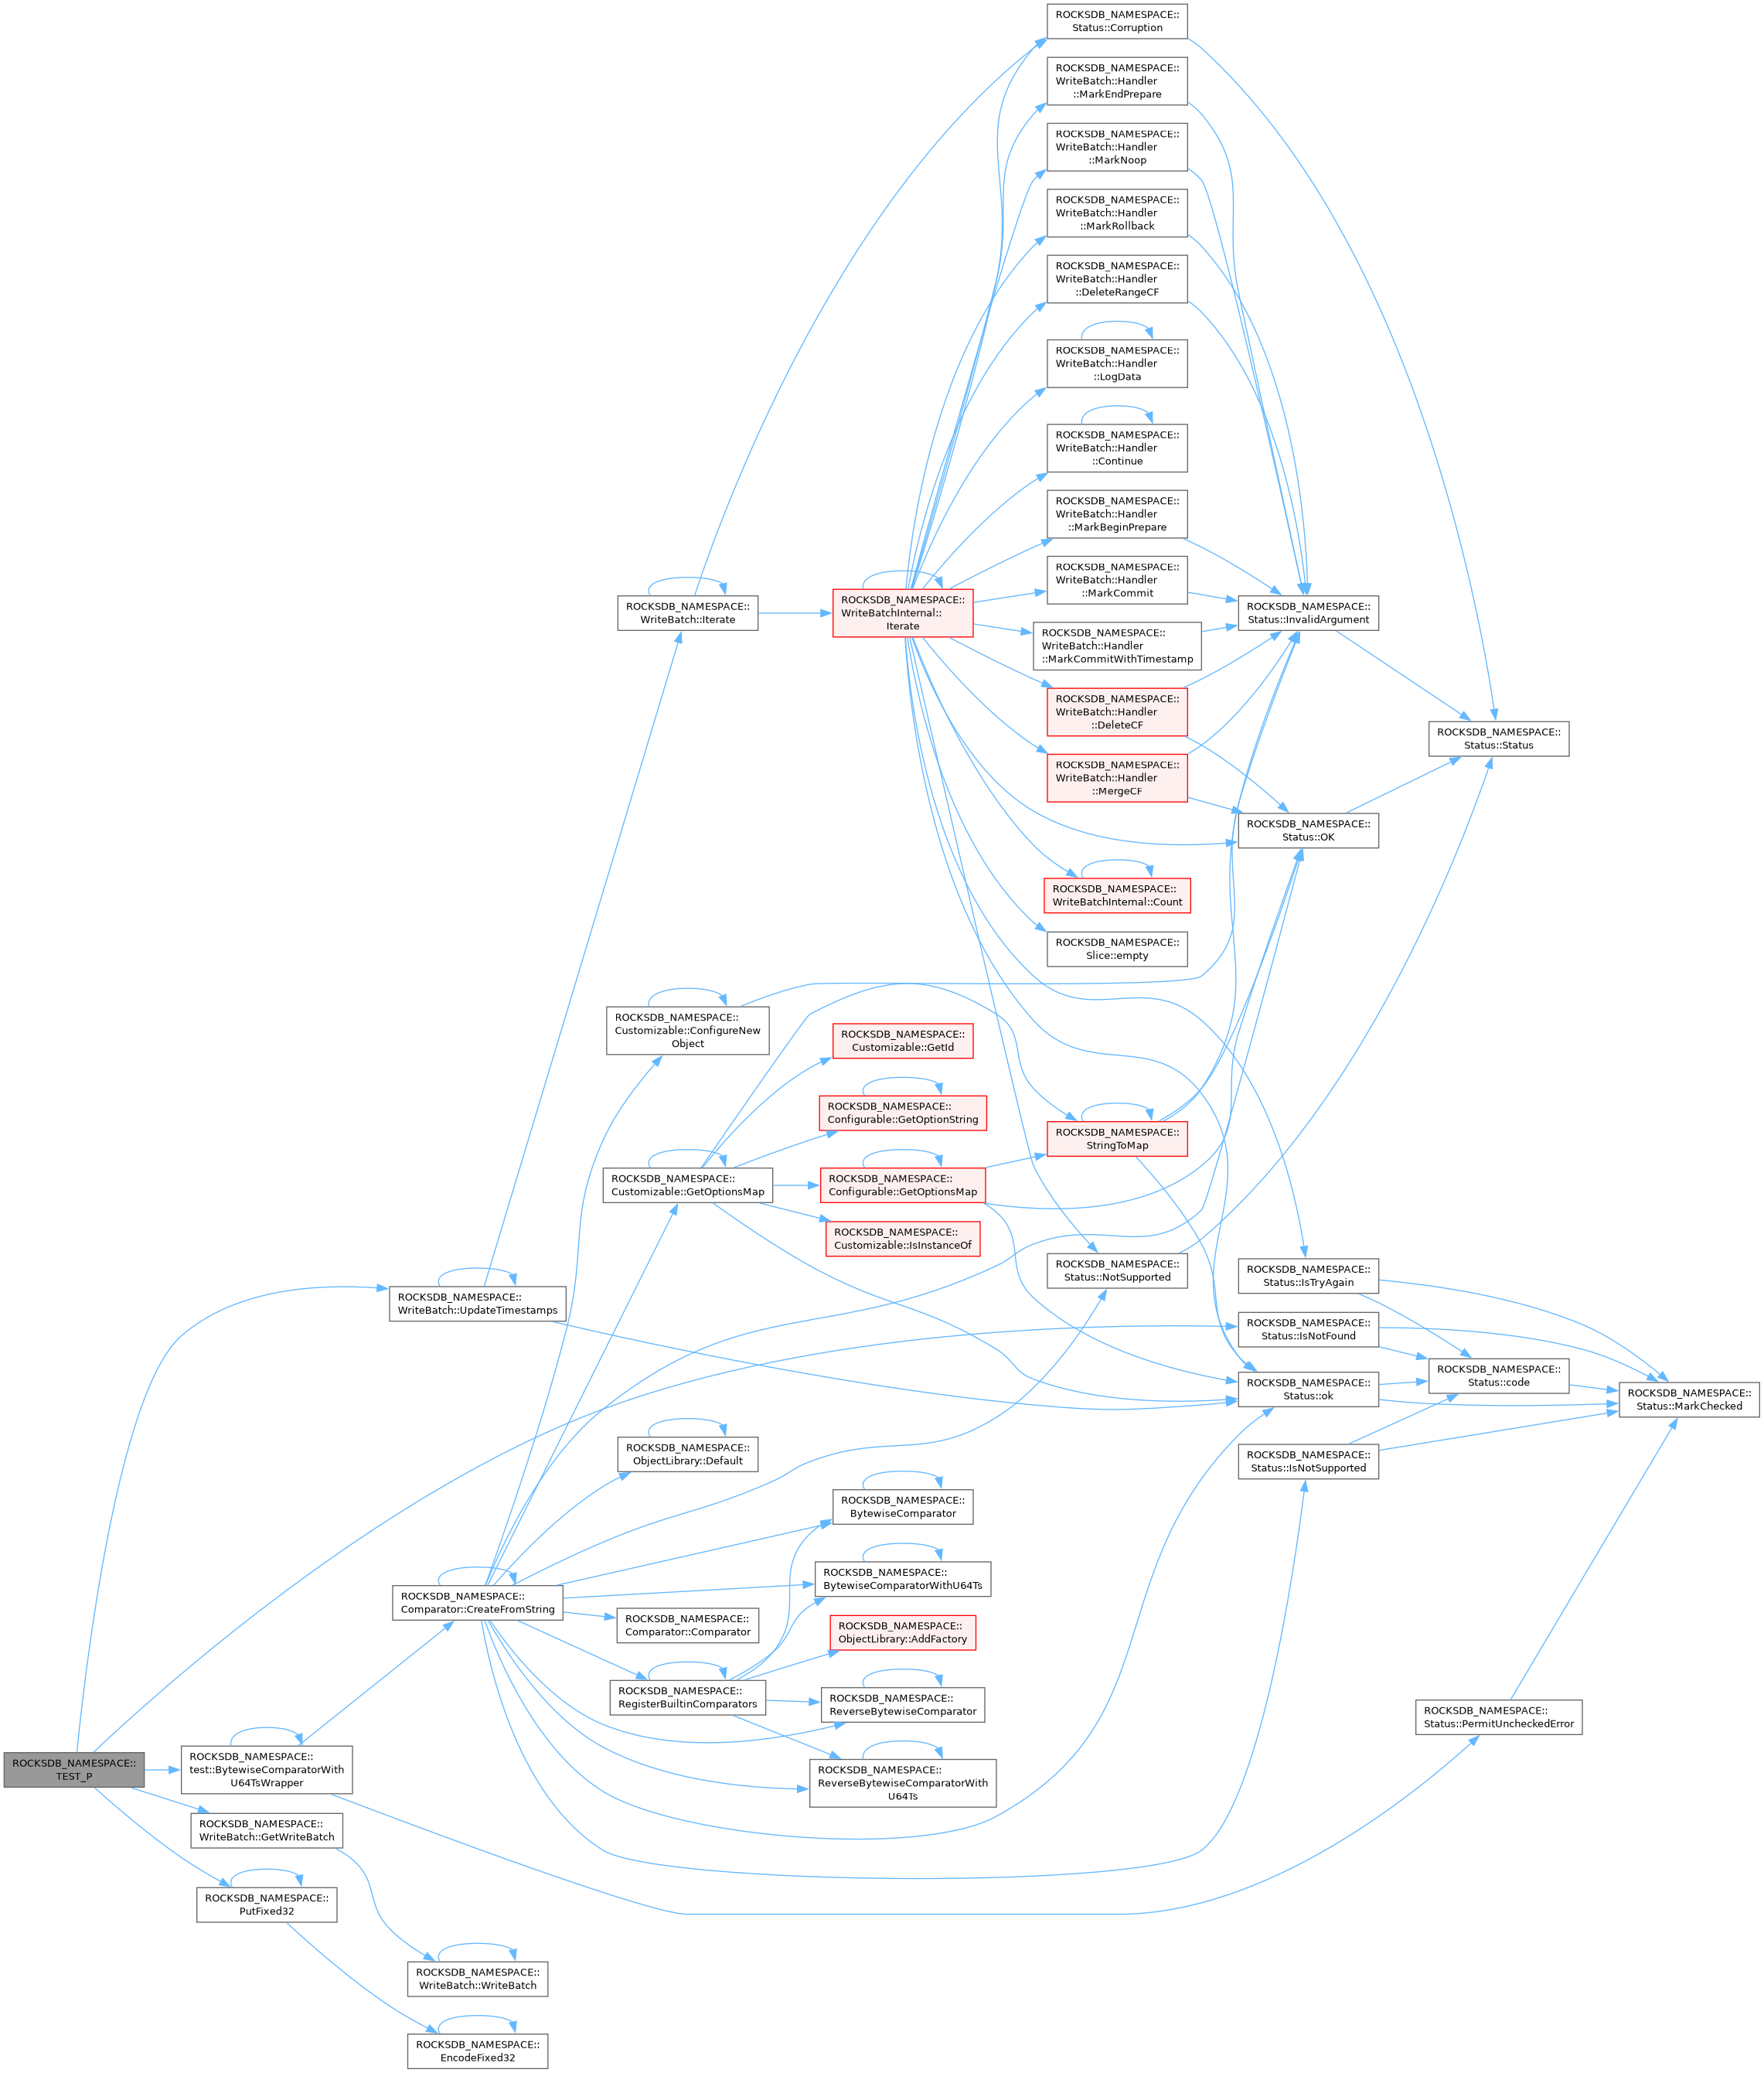 ROCKSDB_NAMESPACE::
TEST_P
ROCKSDB_NAMESPACE::
WriteBatch::UpdateTimestamps
ROCKSDB_NAMESPACE::
test::BytewiseComparatorWith
U64TsWrapper
ROCKSDB_NAMESPACE::
WriteBatch::GetWriteBatch
ROCKSDB_NAMESPACE::
PutFixed32
ROCKSDB_NAMESPACE::
Comparator::CreateFromString
ROCKSDB_NAMESPACE::
WriteBatch::WriteBatch
ROCKSDB_NAMESPACE::
EncodeFixed32
ROCKSDB_NAMESPACE::
WriteBatch::Iterate
ROCKSDB_NAMESPACE::
Customizable::ConfigureNew
Object
ROCKSDB_NAMESPACE::
Customizable::GetOptionsMap
ROCKSDB_NAMESPACE::
ObjectLibrary::Default
ROCKSDB_NAMESPACE::
Comparator::Comparator
ROCKSDB_NAMESPACE::
RegisterBuiltinComparators
ROCKSDB_NAMESPACE::
WriteBatchInternal::
Iterate
ROCKSDB_NAMESPACE::
Customizable::GetId
ROCKSDB_NAMESPACE::
Configurable::GetOptionString
ROCKSDB_NAMESPACE::
Configurable::GetOptionsMap
ROCKSDB_NAMESPACE::
Customizable::IsInstanceOf
ROCKSDB_NAMESPACE::
BytewiseComparator
ROCKSDB_NAMESPACE::
BytewiseComparatorWithU64Ts
ROCKSDB_NAMESPACE::
ObjectLibrary::AddFactory
ROCKSDB_NAMESPACE::
ReverseBytewiseComparator
ROCKSDB_NAMESPACE::
ReverseBytewiseComparatorWith
U64Ts
ROCKSDB_NAMESPACE::
Status::Corruption
ROCKSDB_NAMESPACE::
WriteBatch::Handler
::MarkEndPrepare
ROCKSDB_NAMESPACE::
WriteBatch::Handler
::MarkNoop
ROCKSDB_NAMESPACE::
WriteBatch::Handler
::MarkRollback
ROCKSDB_NAMESPACE::
WriteBatch::Handler
::DeleteRangeCF
ROCKSDB_NAMESPACE::
WriteBatch::Handler
::LogData
ROCKSDB_NAMESPACE::
WriteBatch::Handler
::Continue
ROCKSDB_NAMESPACE::
WriteBatch::Handler
::MarkBeginPrepare
ROCKSDB_NAMESPACE::
WriteBatch::Handler
::MarkCommit
ROCKSDB_NAMESPACE::
WriteBatch::Handler
::MarkCommitWithTimestamp
ROCKSDB_NAMESPACE::
WriteBatch::Handler
::DeleteCF
ROCKSDB_NAMESPACE::
WriteBatch::Handler
::MergeCF
ROCKSDB_NAMESPACE::
WriteBatchInternal::Count
ROCKSDB_NAMESPACE::
Slice::empty
ROCKSDB_NAMESPACE::
StringToMap
ROCKSDB_NAMESPACE::
Status::NotSupported
ROCKSDB_NAMESPACE::
Status::InvalidArgument
ROCKSDB_NAMESPACE::
Status::OK
ROCKSDB_NAMESPACE::
Status::IsTryAgain
ROCKSDB_NAMESPACE::
Status::IsNotFound
ROCKSDB_NAMESPACE::
Status::ok
ROCKSDB_NAMESPACE::
Status::IsNotSupported
ROCKSDB_NAMESPACE::
Status::Status
ROCKSDB_NAMESPACE::
Status::code
ROCKSDB_NAMESPACE::
Status::PermitUncheckedError
ROCKSDB_NAMESPACE::
Status::MarkChecked